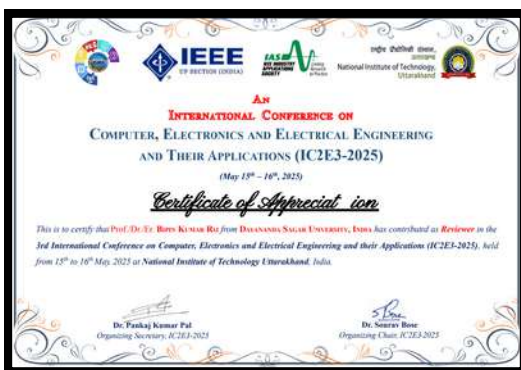 IEEE
UP SECTION (INDIA)
IAS
IEEE INDUSTRY
APPLICATIONS
SOCIETY
National Institute of Technology,
Uttarakhand
AN
INTERNATIONAL CONFERENCE ON
COMPUTER, ELECTRONICS AND ELECTRICAL ENGINEERING
AND THEIR APPLICATIONS (IC2E3-2025)
(May 15th – 16th, 2025)
Certificate of Appreciat ion
This is to certify that Prof./Dr./Er. BIPIN KUMAR RAI from DAYANANDA SAGAR UNIVERSITY, INDIA has contributed as Reviewer in the
3rd International Conference on Computer, Electronics and Electrical Engineering and their Applications (IC2E3-2025), held
from 15th to 16th May, 2025 at National Institute of Technology Uttarakhand, India.
Dr. Pankaj Kumar Pal
Organizing Secretary, IC2E3-2025
Dr. Sourav Bose
Organizing Chair, IC2E3-2025